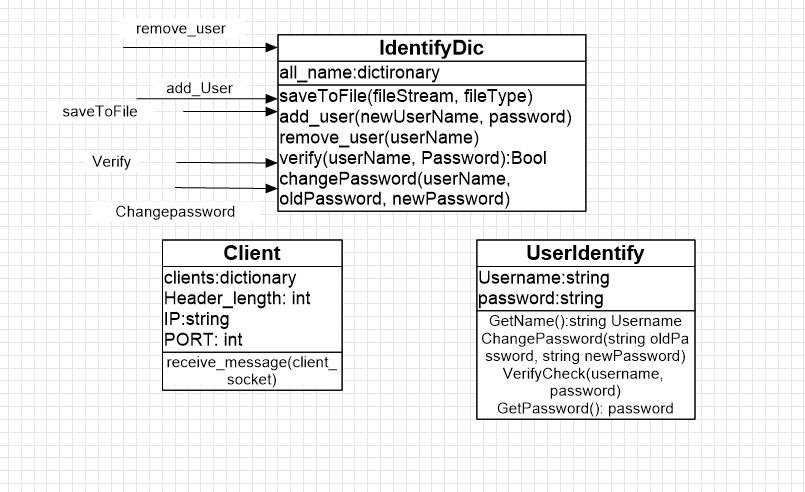 remove_user
IdentifyDic
all_name:dictironary
add_User
saveToFile(fileStream, fileType)
saveToFile
add_user(newUserName, password)
remove_user(userName)
Verify
verify(userName, Password):Bool
changePassword(userName,
oldPassword, newPassword)
Changepassword
Client
clients:dictionary
Header_length: int
IP:string
PORT: int
receive_message(client_
socket)
UserIdentify
Username:string
password:string
GetName():string Username
ChangePassword(string oldPa
ssword, string newPassword)
VerifyCheck(username,
password)
GetPassword(): password